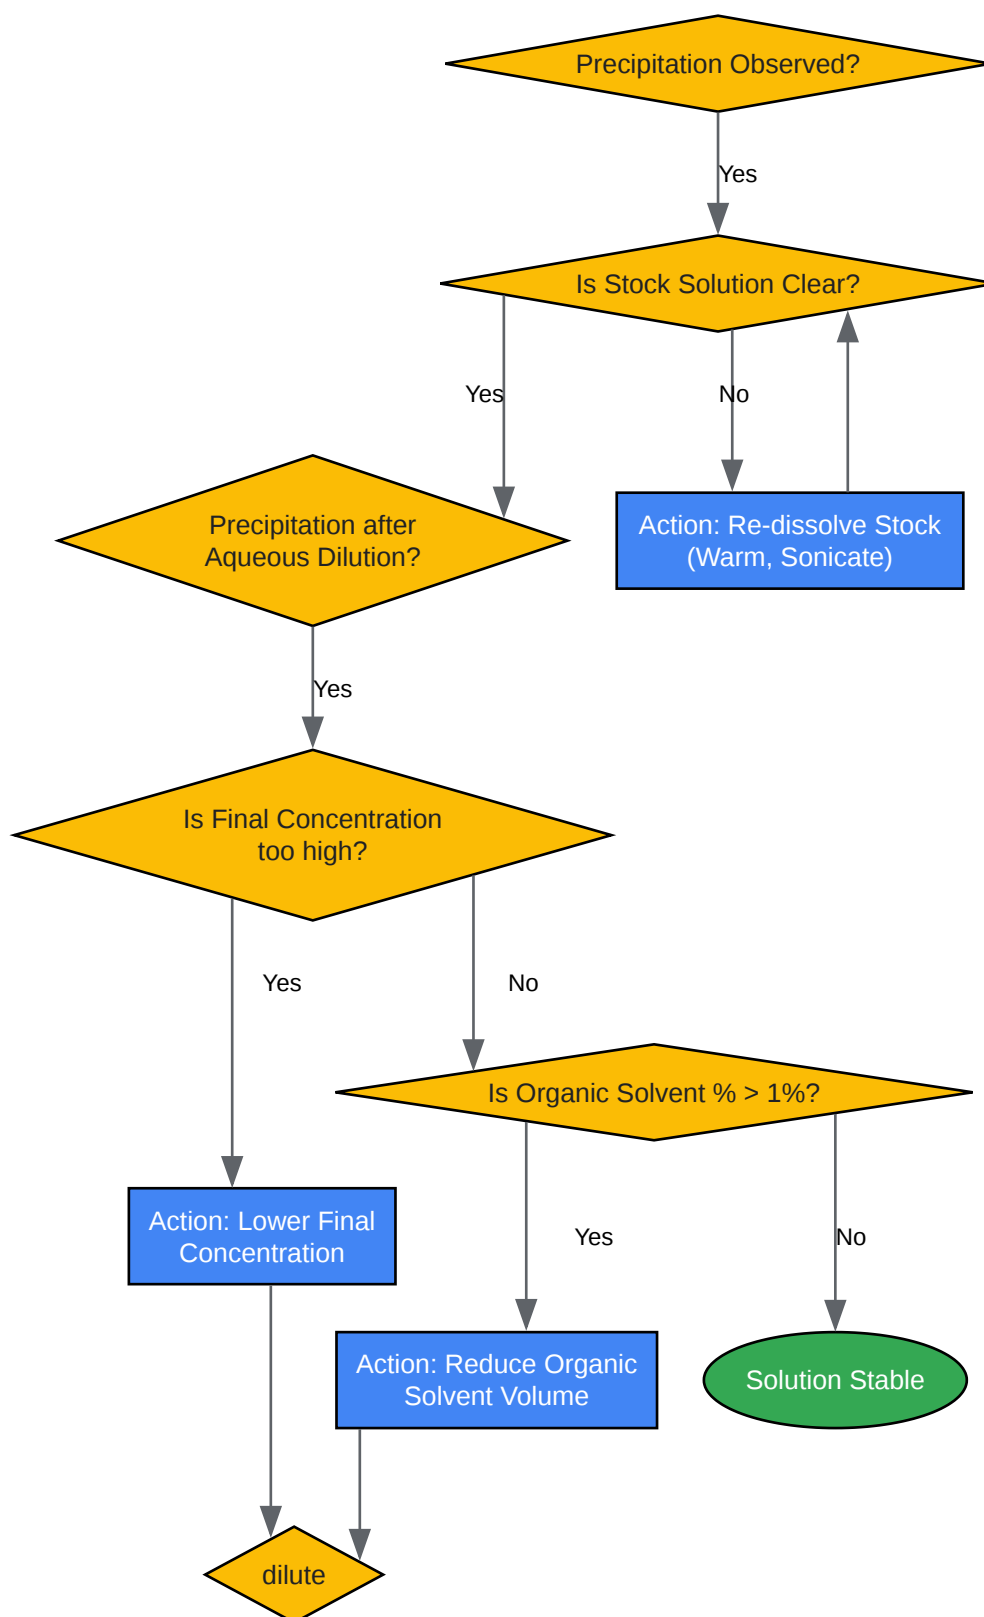 Precipitation Observed?
Yes
Is Stock Solution Clear?
Yes
No
Precipitation after
Aqueous Dilution?
Action: Re-dissolve Stock
(Warm, Sonicate)
Yes
Is Final Concentration
too high?
Yes
No
Is Organic Solvent % > 1%?
Action: Lower Final
Concentration
Yes
No
Action: Reduce Organic
Solvent Volume
Solution Stable
dilute